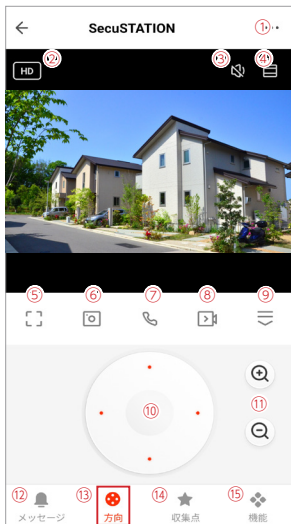 SecuSTATION ①
HD ② ③ ④
⑤ ⑥ ⑦ ⑧ ⑨
⑩ ⑪
⑫ ⑬ ⑭ ⑮
メッセージ 方向 収集点 機能